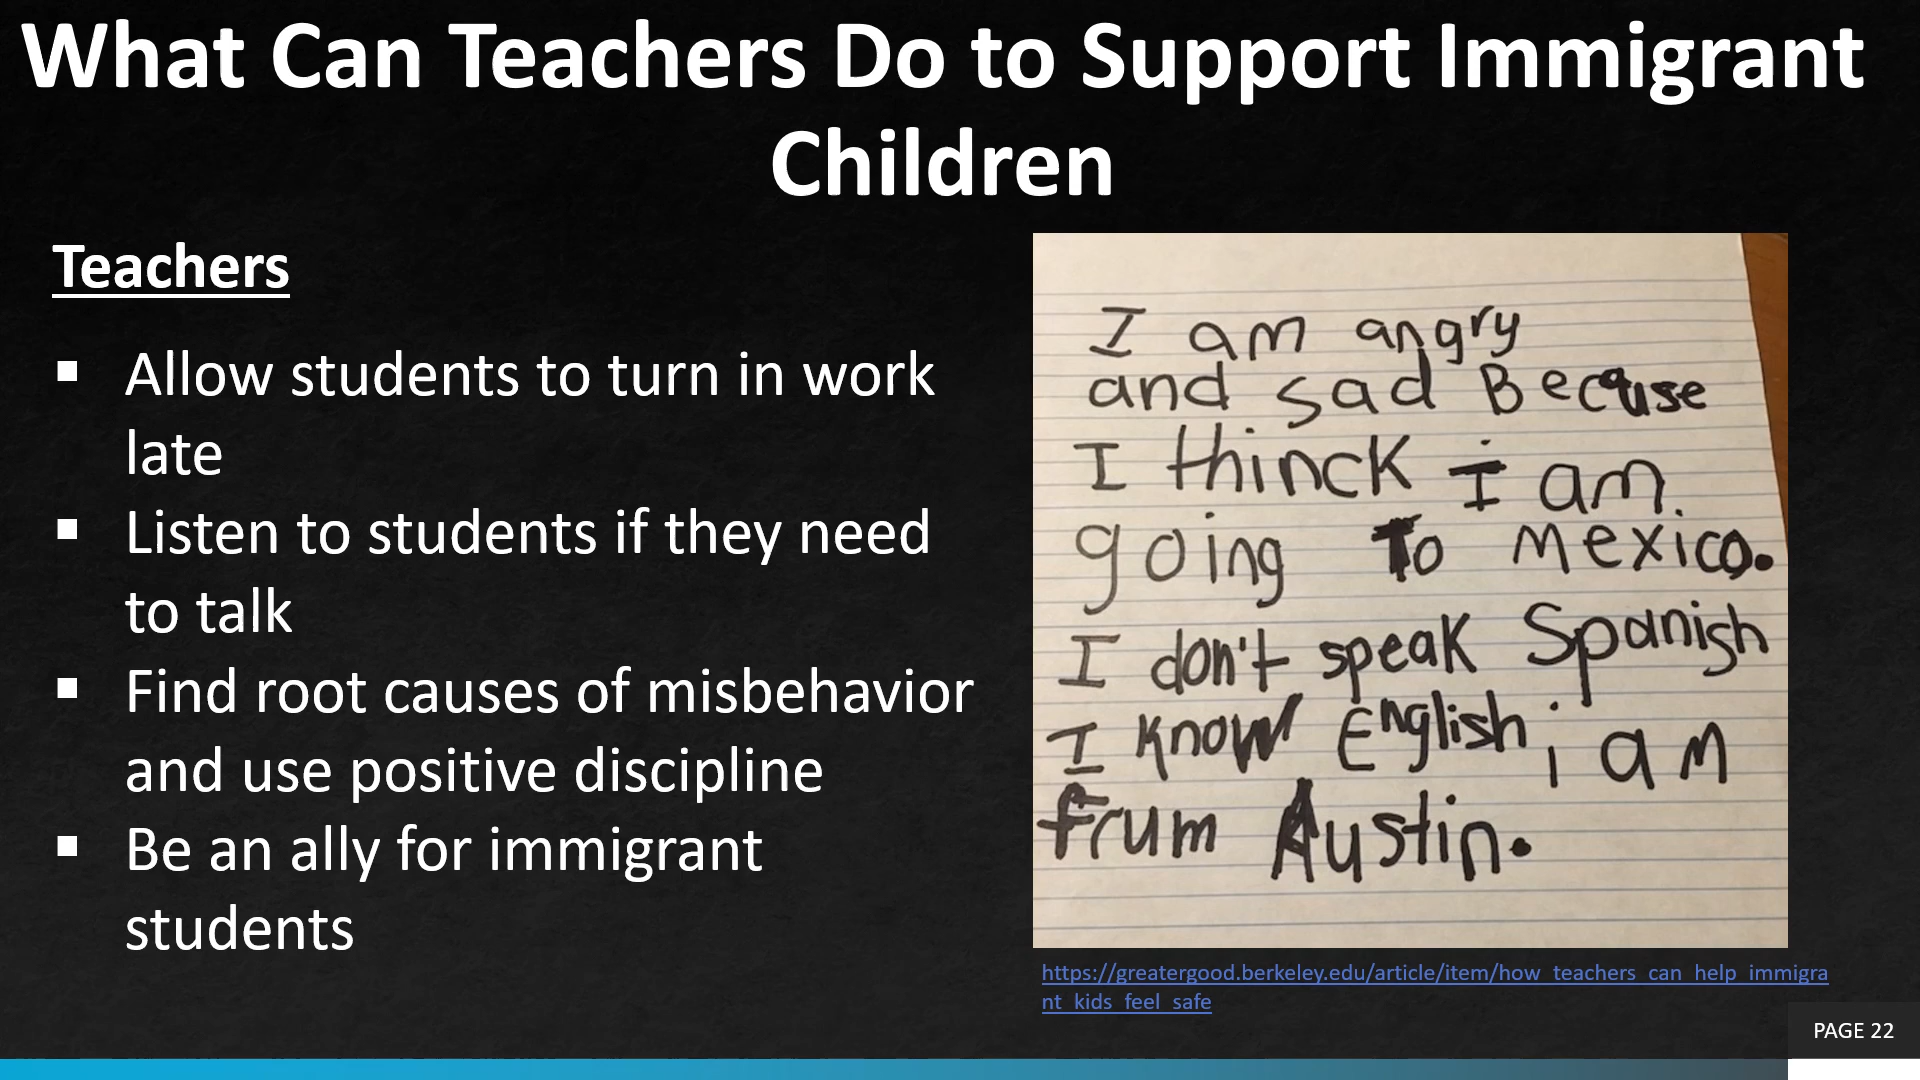 What Can Teachers Do to Support Immigrant
Children
Teachers
▪ Allow students to turn in work
late
▪ Listen to students if they need
to talk
▪ Find root causes of misbehavior
and use positive discipline
▪ Be an ally for immigrant
students
I am angry
and sad Because
I thinck i am
going To mexico.
I don't speak Spanish
I know English i am
frum Austin.
https://greatergood.berkeley.edu/article/item/how_teachers_can_help_immigra
nt_kids_feel_safe
PAGE 22